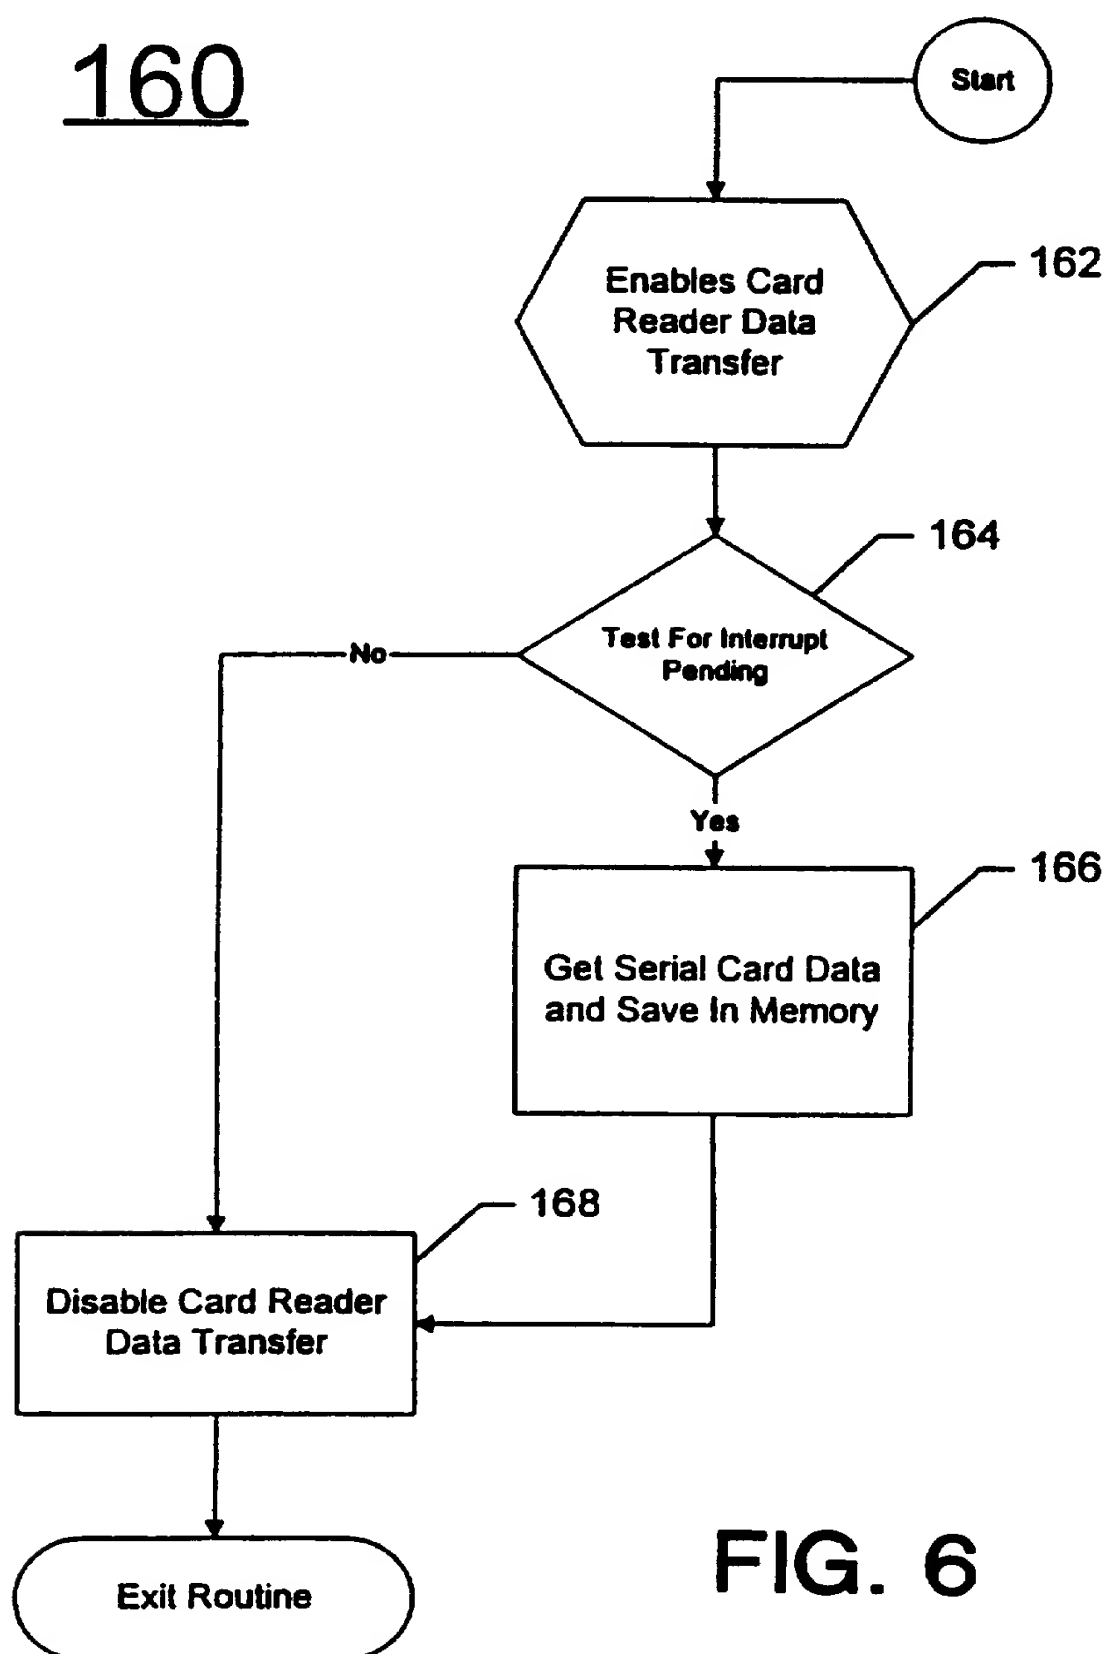 160
Start
Enables Card
Reader Data
Transfer
162
164
Test For Interrupt
Pending
No
Yes
166
Get Serial Card Data
and Save In Memory
168
Disable Card Reader
Data Transfer
Exit Routine
FIG. 6